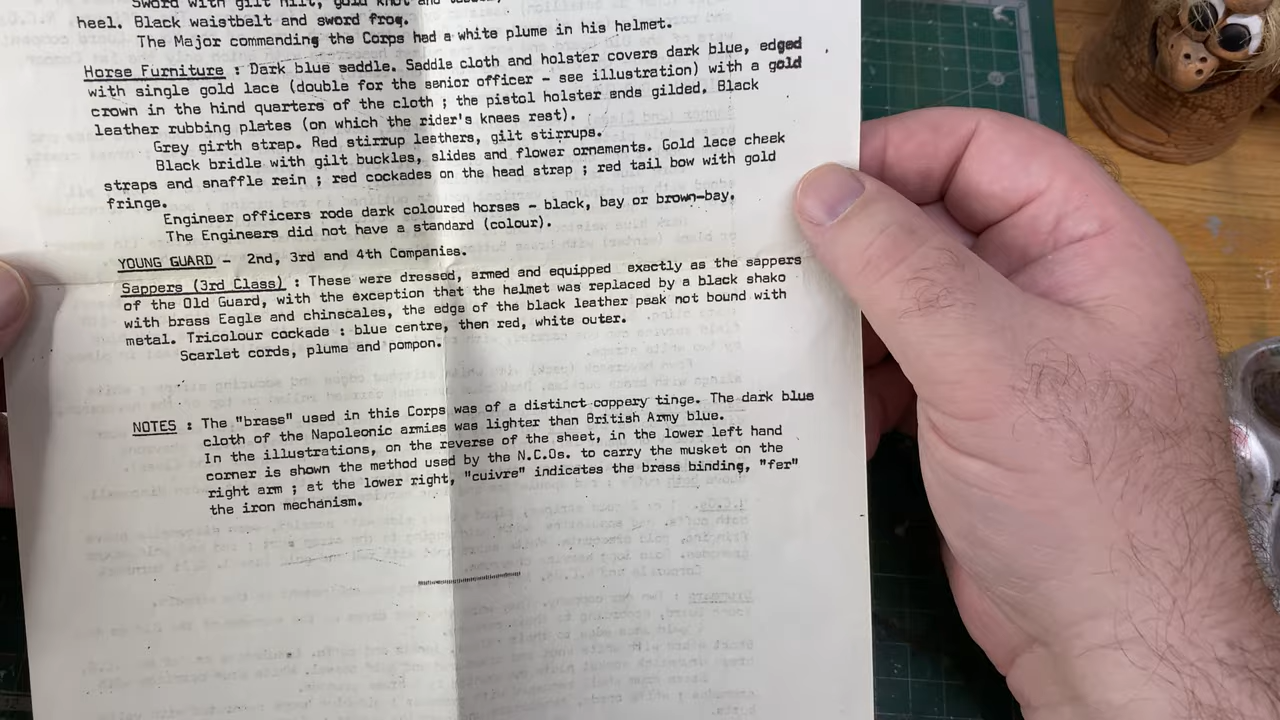 Sword with gilt hilt, gold knot and
heel. Black waistbelt and sword frog.
The Major commanding the Corps had a white plume in his helmet.
Horse Furniture : Dark blue saddle. Saddle cloth and holster covers dark blue, edged
with single gold lace (double for the senior officer - see illustration) with a gold
crown in the hind quarters of the cloth ; the pistol holster ends gilded. Black
leather rubbing plates (on which the rider's knees rest).
Grey girth strap. Red stirrup leathers, gilt stirrups.
Black bridle with gilt buckles, slides and flower ornaments. Gold lace cheek
straps and snaffle rein ; red cockades on the head strap ; red tail bow with gold
fringe.
Engineer officers rode dark coloured horses - black, bay or brown-bay.
The Engineers did not have a standard (colour).
YOUNG GUARD - 2nd, 3rd and 4th Companies.
Sappers (3rd Class) : These were dressed, armed and equipped exactly as the sappers
of the Old Guard, with the exception that the helmet was replaced by a black shako
with brass Eagle and chinscales, the edge of the black leather peak not bound with
metal. Tricolour cockade : blue centre, then red, white outer.
Scarlet cords, plume and pompon.
NOTES : The "brass" used in this Corps was of a distinct coppery tinge. The dark blue
cloth of the Napoleonic armies was lighter than British Army blue.
In the illustrations, on the reverse of the sheet, in the lower left hand
corner is shown the method used by the N.C.Os. to carry the musket on the
right arm ; at the lower right, "cuivre" indicates the brass binding, "fer"
the iron mechanism.